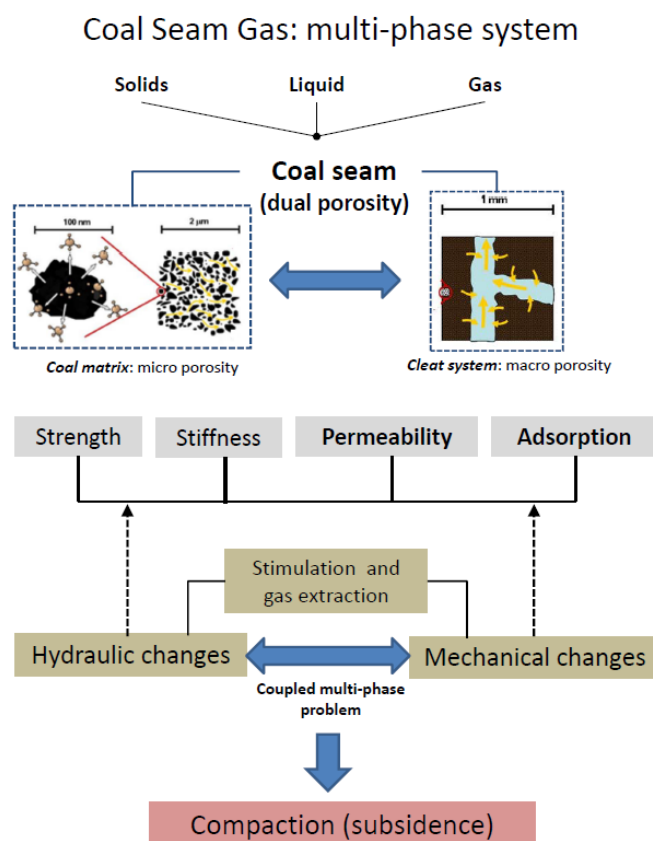 Coal Seam Gas: multi-phase system
Solids
Liquid
Gas
Coal seam
(dual porosity)
100 nm
2 µm
1 mm
Coal matrix: micro porosity
Cleat system: macro porosity
Strength
Stiffness
Permeability
Adsorption
Stimulation and
gas extraction
Hydraulic changes
Mechanical changes
Coupled multi-phase
problem
Compaction (subsidence)